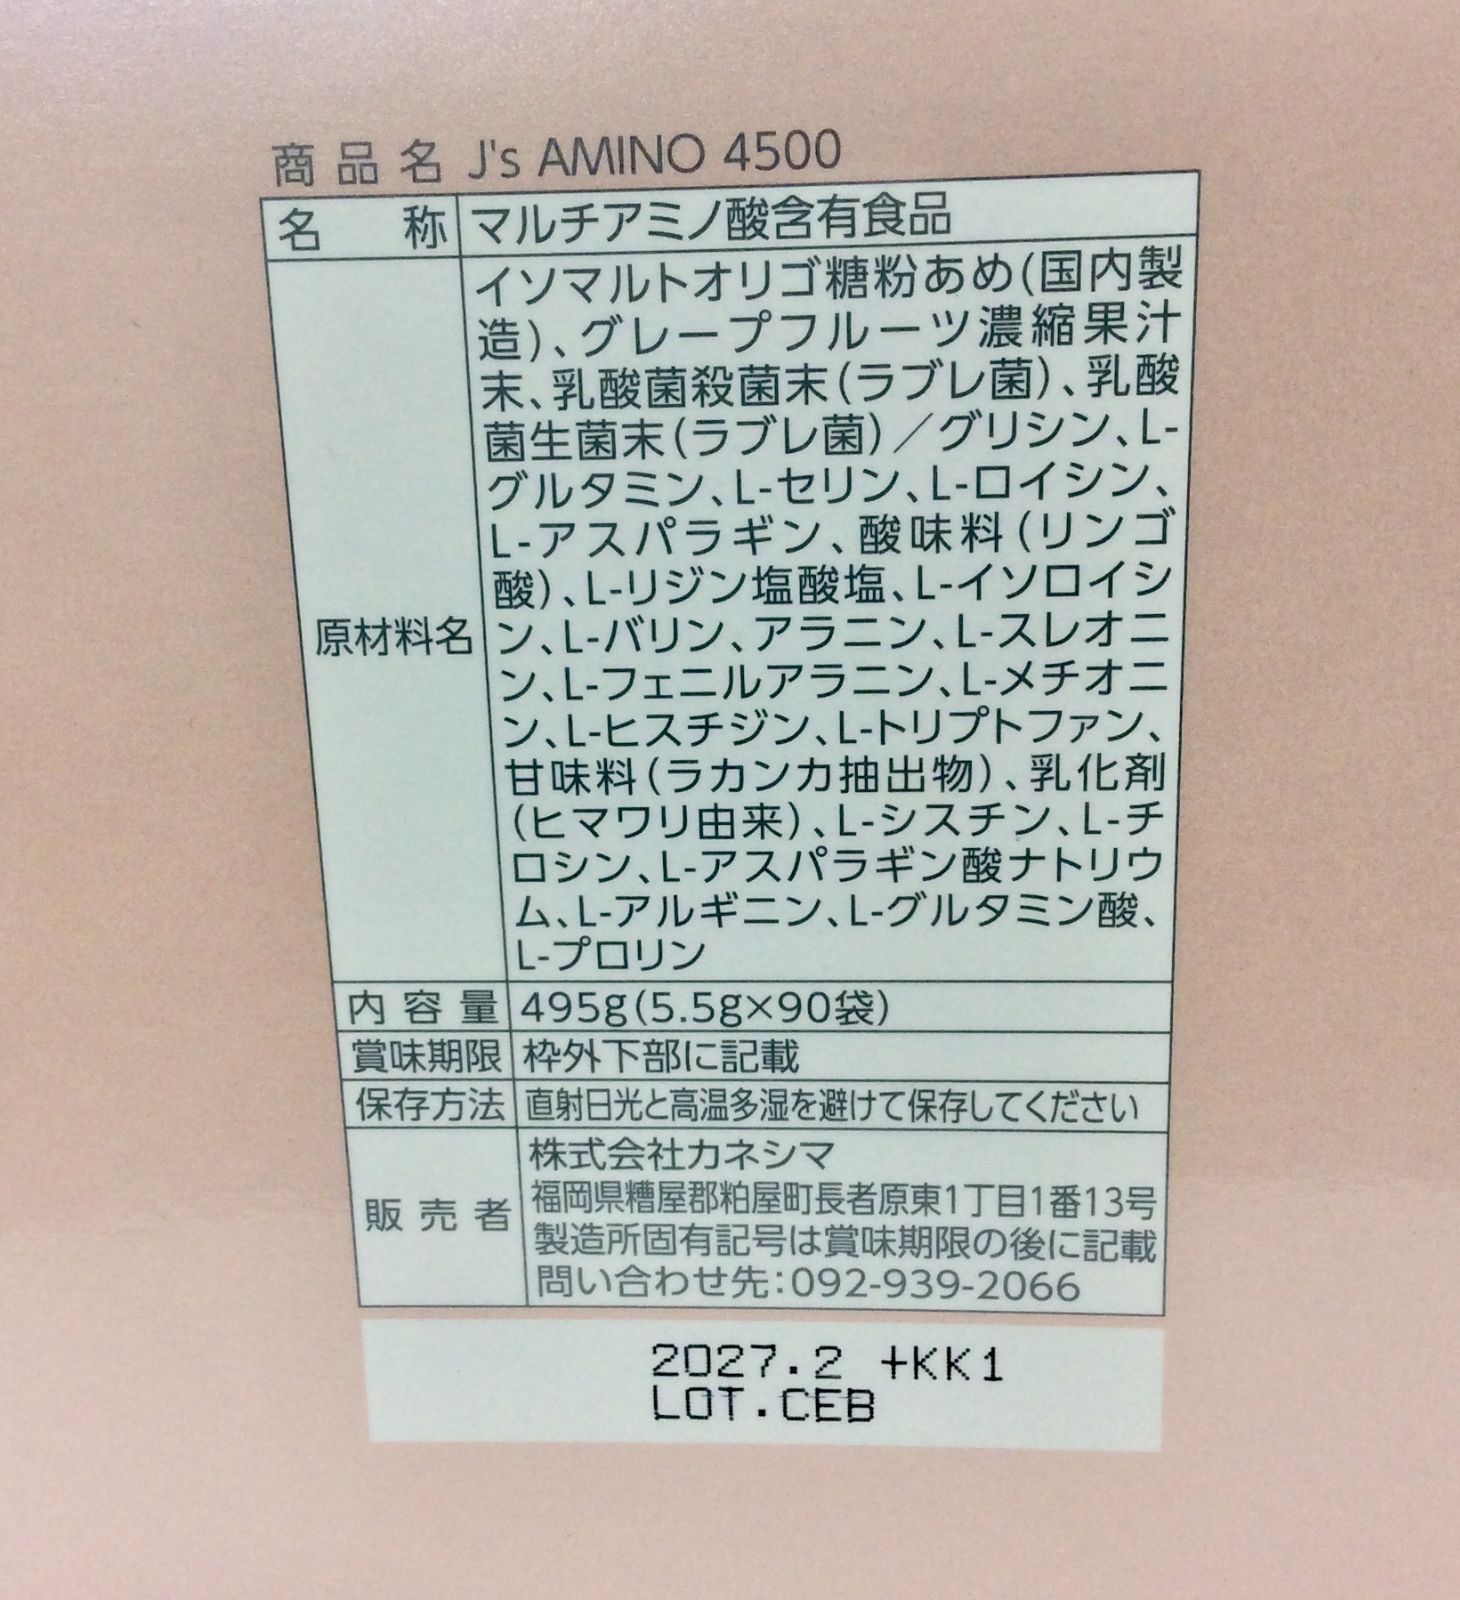 商品名 J's AMINO 4500
名称 マルチアミノ酸含有食品
原材料名
イソマルトオリゴ糖粉あめ(国内製
造)、グレープフルーツ濃縮果汁
末、乳酸菌殺菌末(ラブレ菌)、乳酸
菌生菌末(ラブレ菌)／グリシン、L-
グルタミン、L-セリン、L-ロイシン、
L-アスパラギン、酸味料(リンゴ
酸)、L-リジン塩酸塩、L-イソロイシ
ン、L-バリン、アラニン、L-スレオニ
ン、L-フェニルアラニン、L-メチオニ
ン、L-ヒスチジン、L-トリプトファン、
甘味料(ラカンカ抽出物)、乳化剤
(ヒマワリ由来)、L-シスチン、L-チ
ロシン、L-アスパラギン酸ナトリウ
ム、L-アルギニン、L-グルタミン酸、
L-プロリン
内容量 495g(5.5g×90袋)
賞味期限 枠外下部に記載
保存方法 直射日光と高温多湿を避けて保存してください
販売者
株式会社カネシマ
福岡県糟屋郡粕屋町長者原東1丁目1番13号
製造所固有記号は賞味期限の後に記載
問い合わせ先:092-939-2066
2027.2 +KK1
LOT.CEB